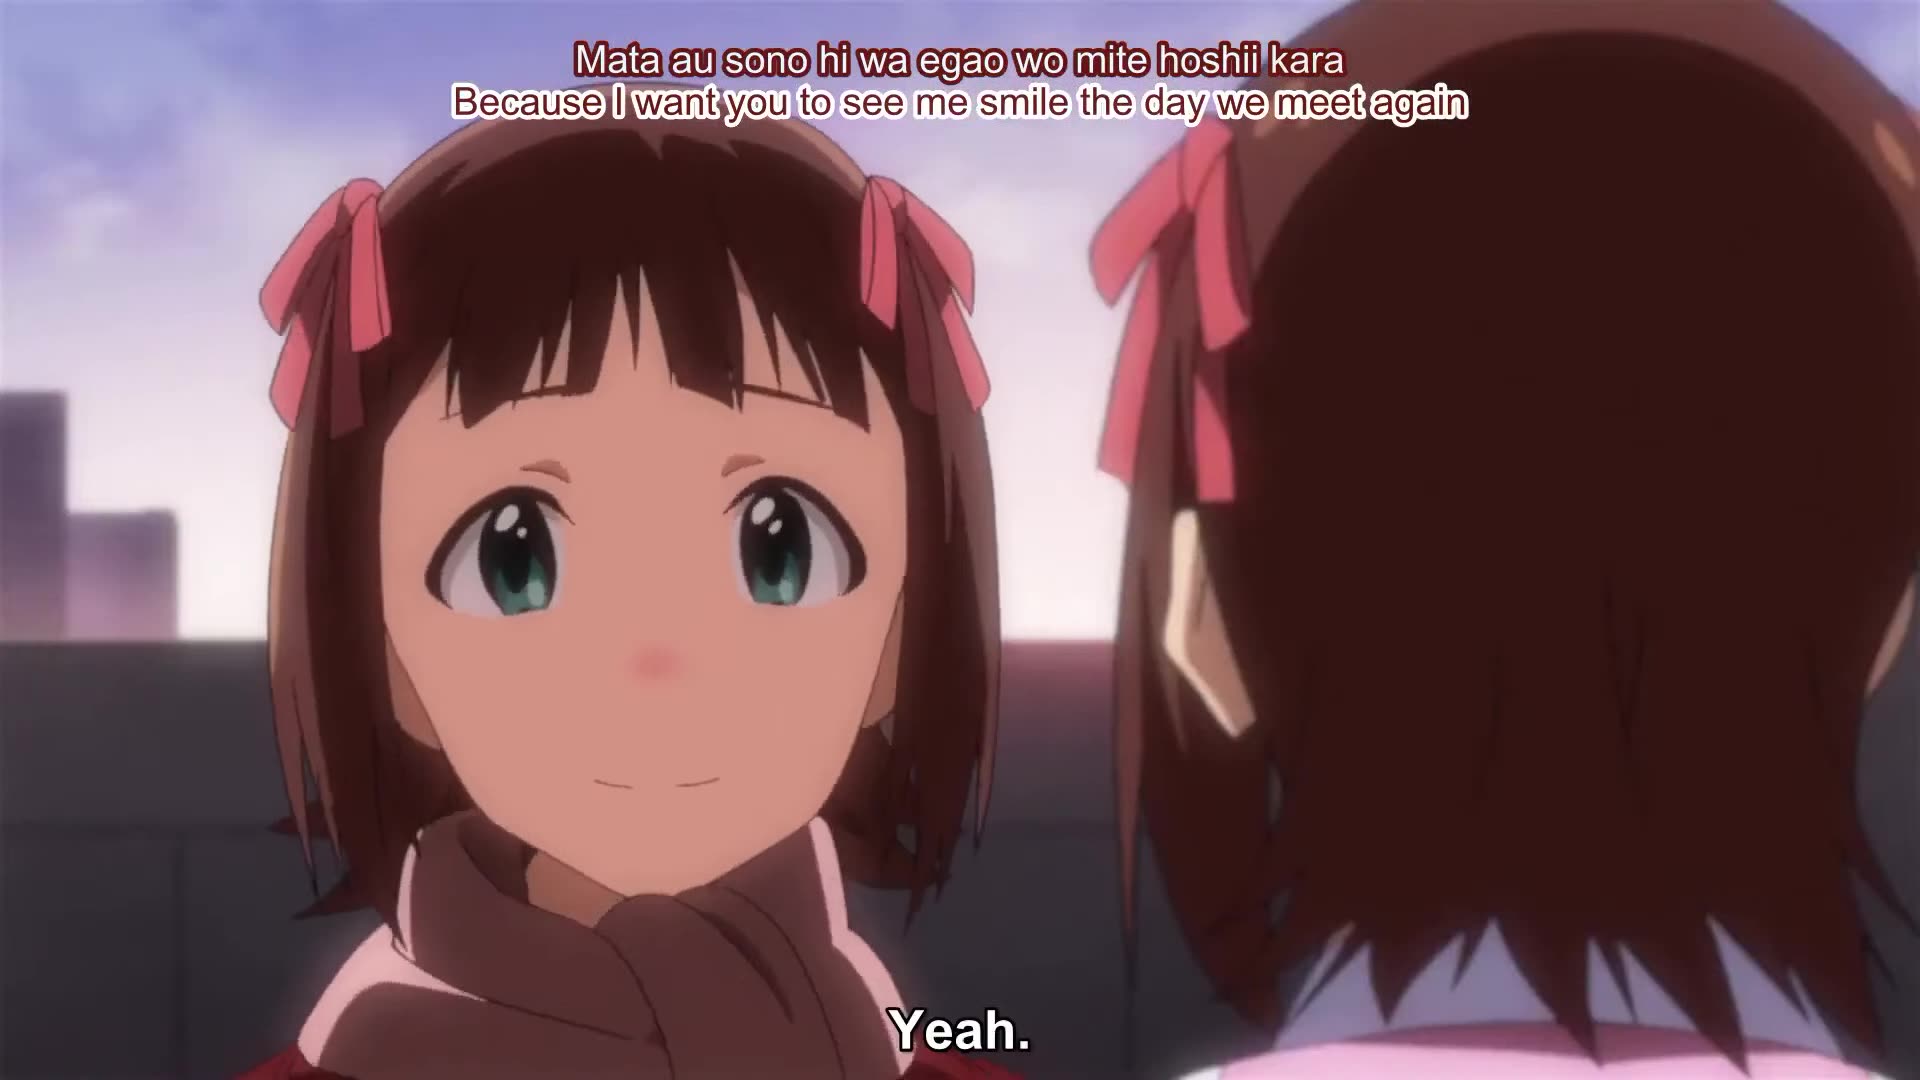 Mata au sono hi wa egao wo mite hoshii kara
Because I want you to see me smile the day we meet again
Yeah.